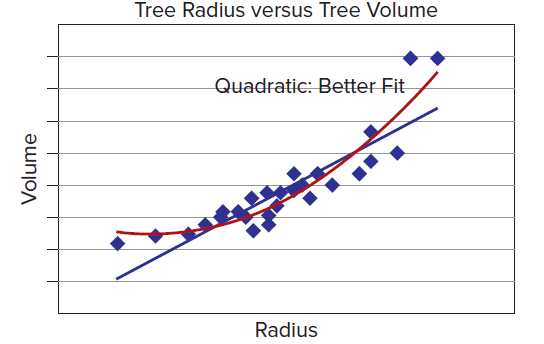 Tree Radius versus Tree Volume
Quadratic: Better Fit
Volume
Radius